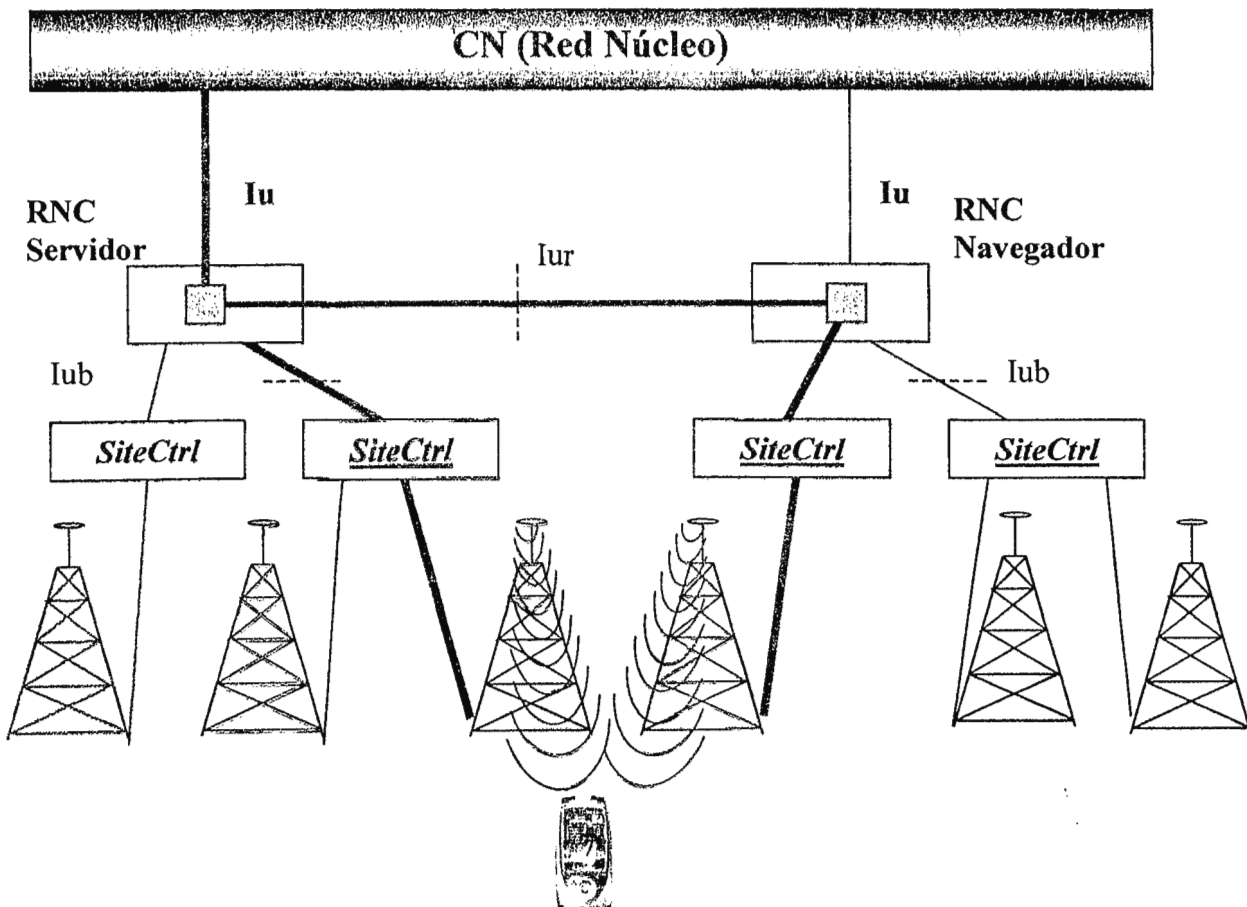 CN (Red Núcleo)
Iu
Iu
RNC
Servidor
RNC
Navegador
Iur
Iub
Iub
SiteCtrl
SiteCtrl
SiteCtrl
SiteCtrl